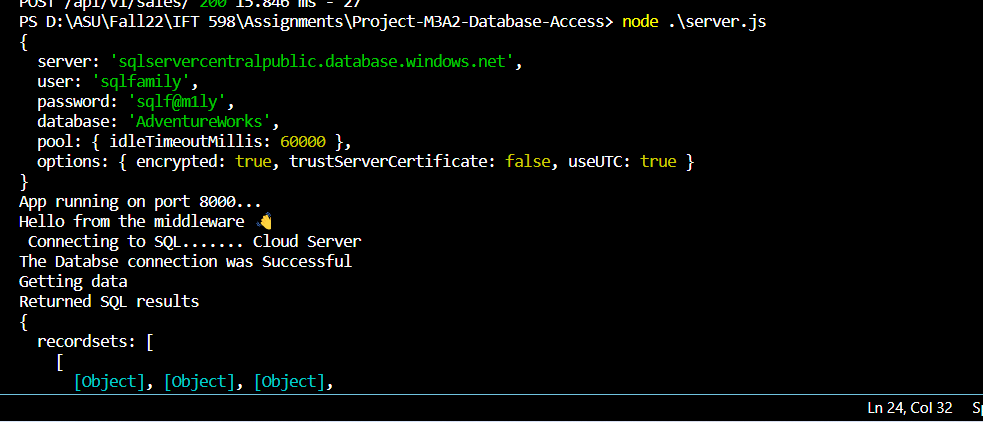 POST /api/v1/sales/ 200 15.846 ms - 27
PS D:\ASU\Fall22\IFT 598\Assignments\Project-M3A2-Database-Access> node .\server.js
{
  server: 'sqlservercentralpublic.database.windows.net',
  user: 'sqlfamily',
  password: 'sqlf@m1ly',
  database: 'AdventureWorks',
  pool: { idleTimeoutMillis: 60000 },
  options: { encrypted: true, trustServerCertificate: false, useUTC: true }
}
App running on port 8000...
Hello from the middleware 👋
 Connecting to SQL....... Cloud Server
The Databse connection was Successful
Getting data
Returned SQL results
{
  recordsets: [
    [
      [Object], [Object], [Object],
Ln 24, Col 32